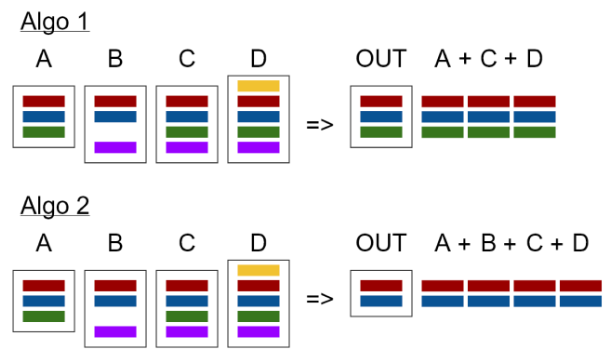 Algo 1
A B C D OUT A + C + D
=>
Algo 2
A B C D OUT A + B + C + D
=>